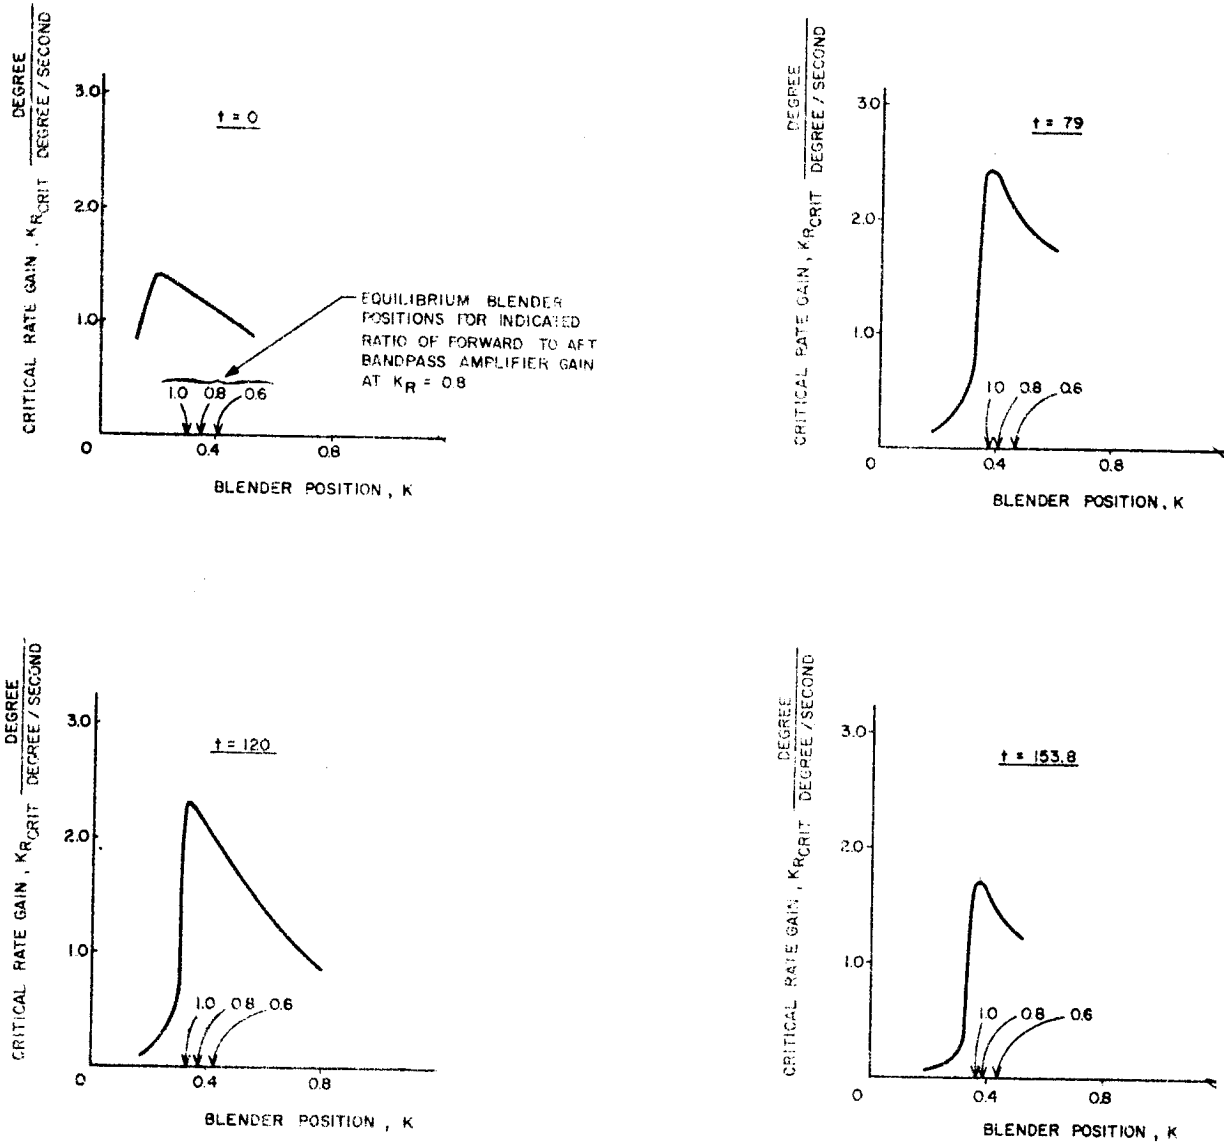 CRITICAL RATE GAIN, K_RCRIT DEGREE
DEGREE / SECOND
3.0
2.0
1.0
0
t = 0
EQUILIBRIUM BLENDER
POSITIONS FOR INDICATED
RATIO OF FORWARD TO AFT
BANDPASS AMPLIFIER GAIN
AT K_R = 0.8
1.0 0.8 0.6
0.4 0.8
BLENDER POSITION, K
CRITICAL RATE GAIN, K_RCRIT DEGREE
DEGREE / SECOND
3.0
2.0
1.0
0
t = 79
1.0 0.8 0.6
0.4 0.8
BLENDER POSITION, K
CRITICAL RATE GAIN, K_RCRIT DEGREE
DEGREE / SECOND
3.0
2.0
1.0
0
t = 120
1.0 0.8 0.6
0.4 0.8
BLENDER POSITION, K
CRITICAL RATE GAIN, K_RCRIT DEGREE
DEGREE / SECOND
3.0
2.0
1.0
0
t = 153.8
1.0 0.8 0.6
0.4 0.8
BLENDER POSITION, K